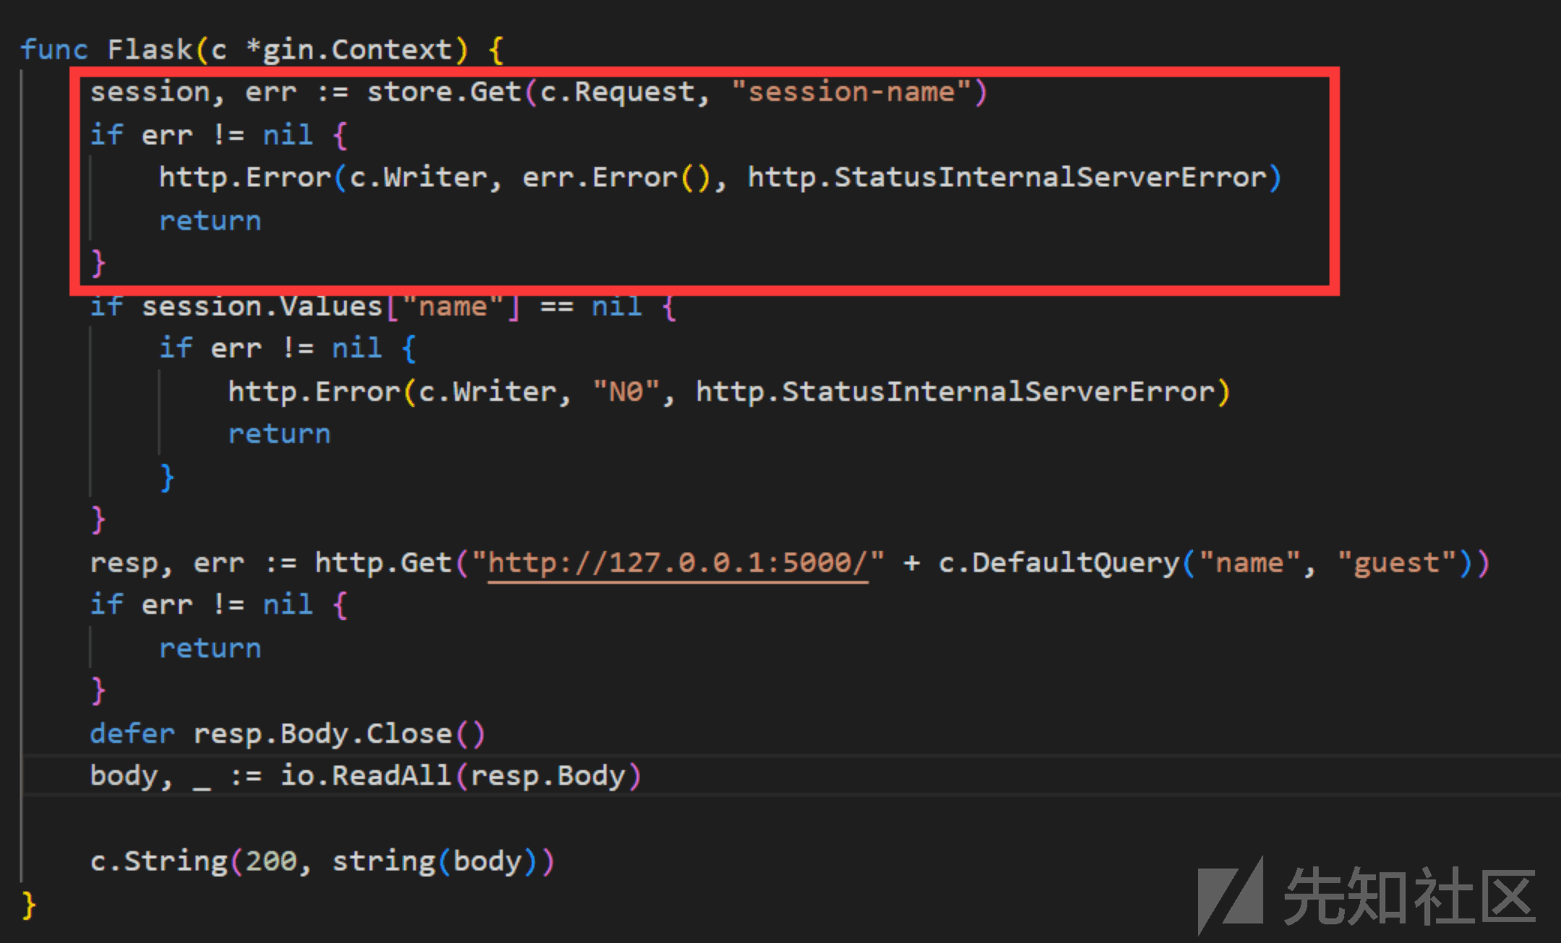 func Flask(c *gin.Context) {
    session, err := store.Get(c.Request, "session-name")
    if err != nil {
        http.Error(c.Writer, err.Error(), http.StatusInternalServerError)
        return
    }
    if session.Values["name"] == nil {
        if err != nil {
            http.Error(c.Writer, "N0", http.StatusInternalServerError)
            return
        }
    }
    resp, err := http.Get("http://127.0.0.1:5000/" + c.DefaultQuery("name", "guest"))
    if err != nil {
        return
    }
    defer resp.Body.Close()
    body, _ := io.ReadAll(resp.Body)
    c.String(200, string(body))
}
先知社区